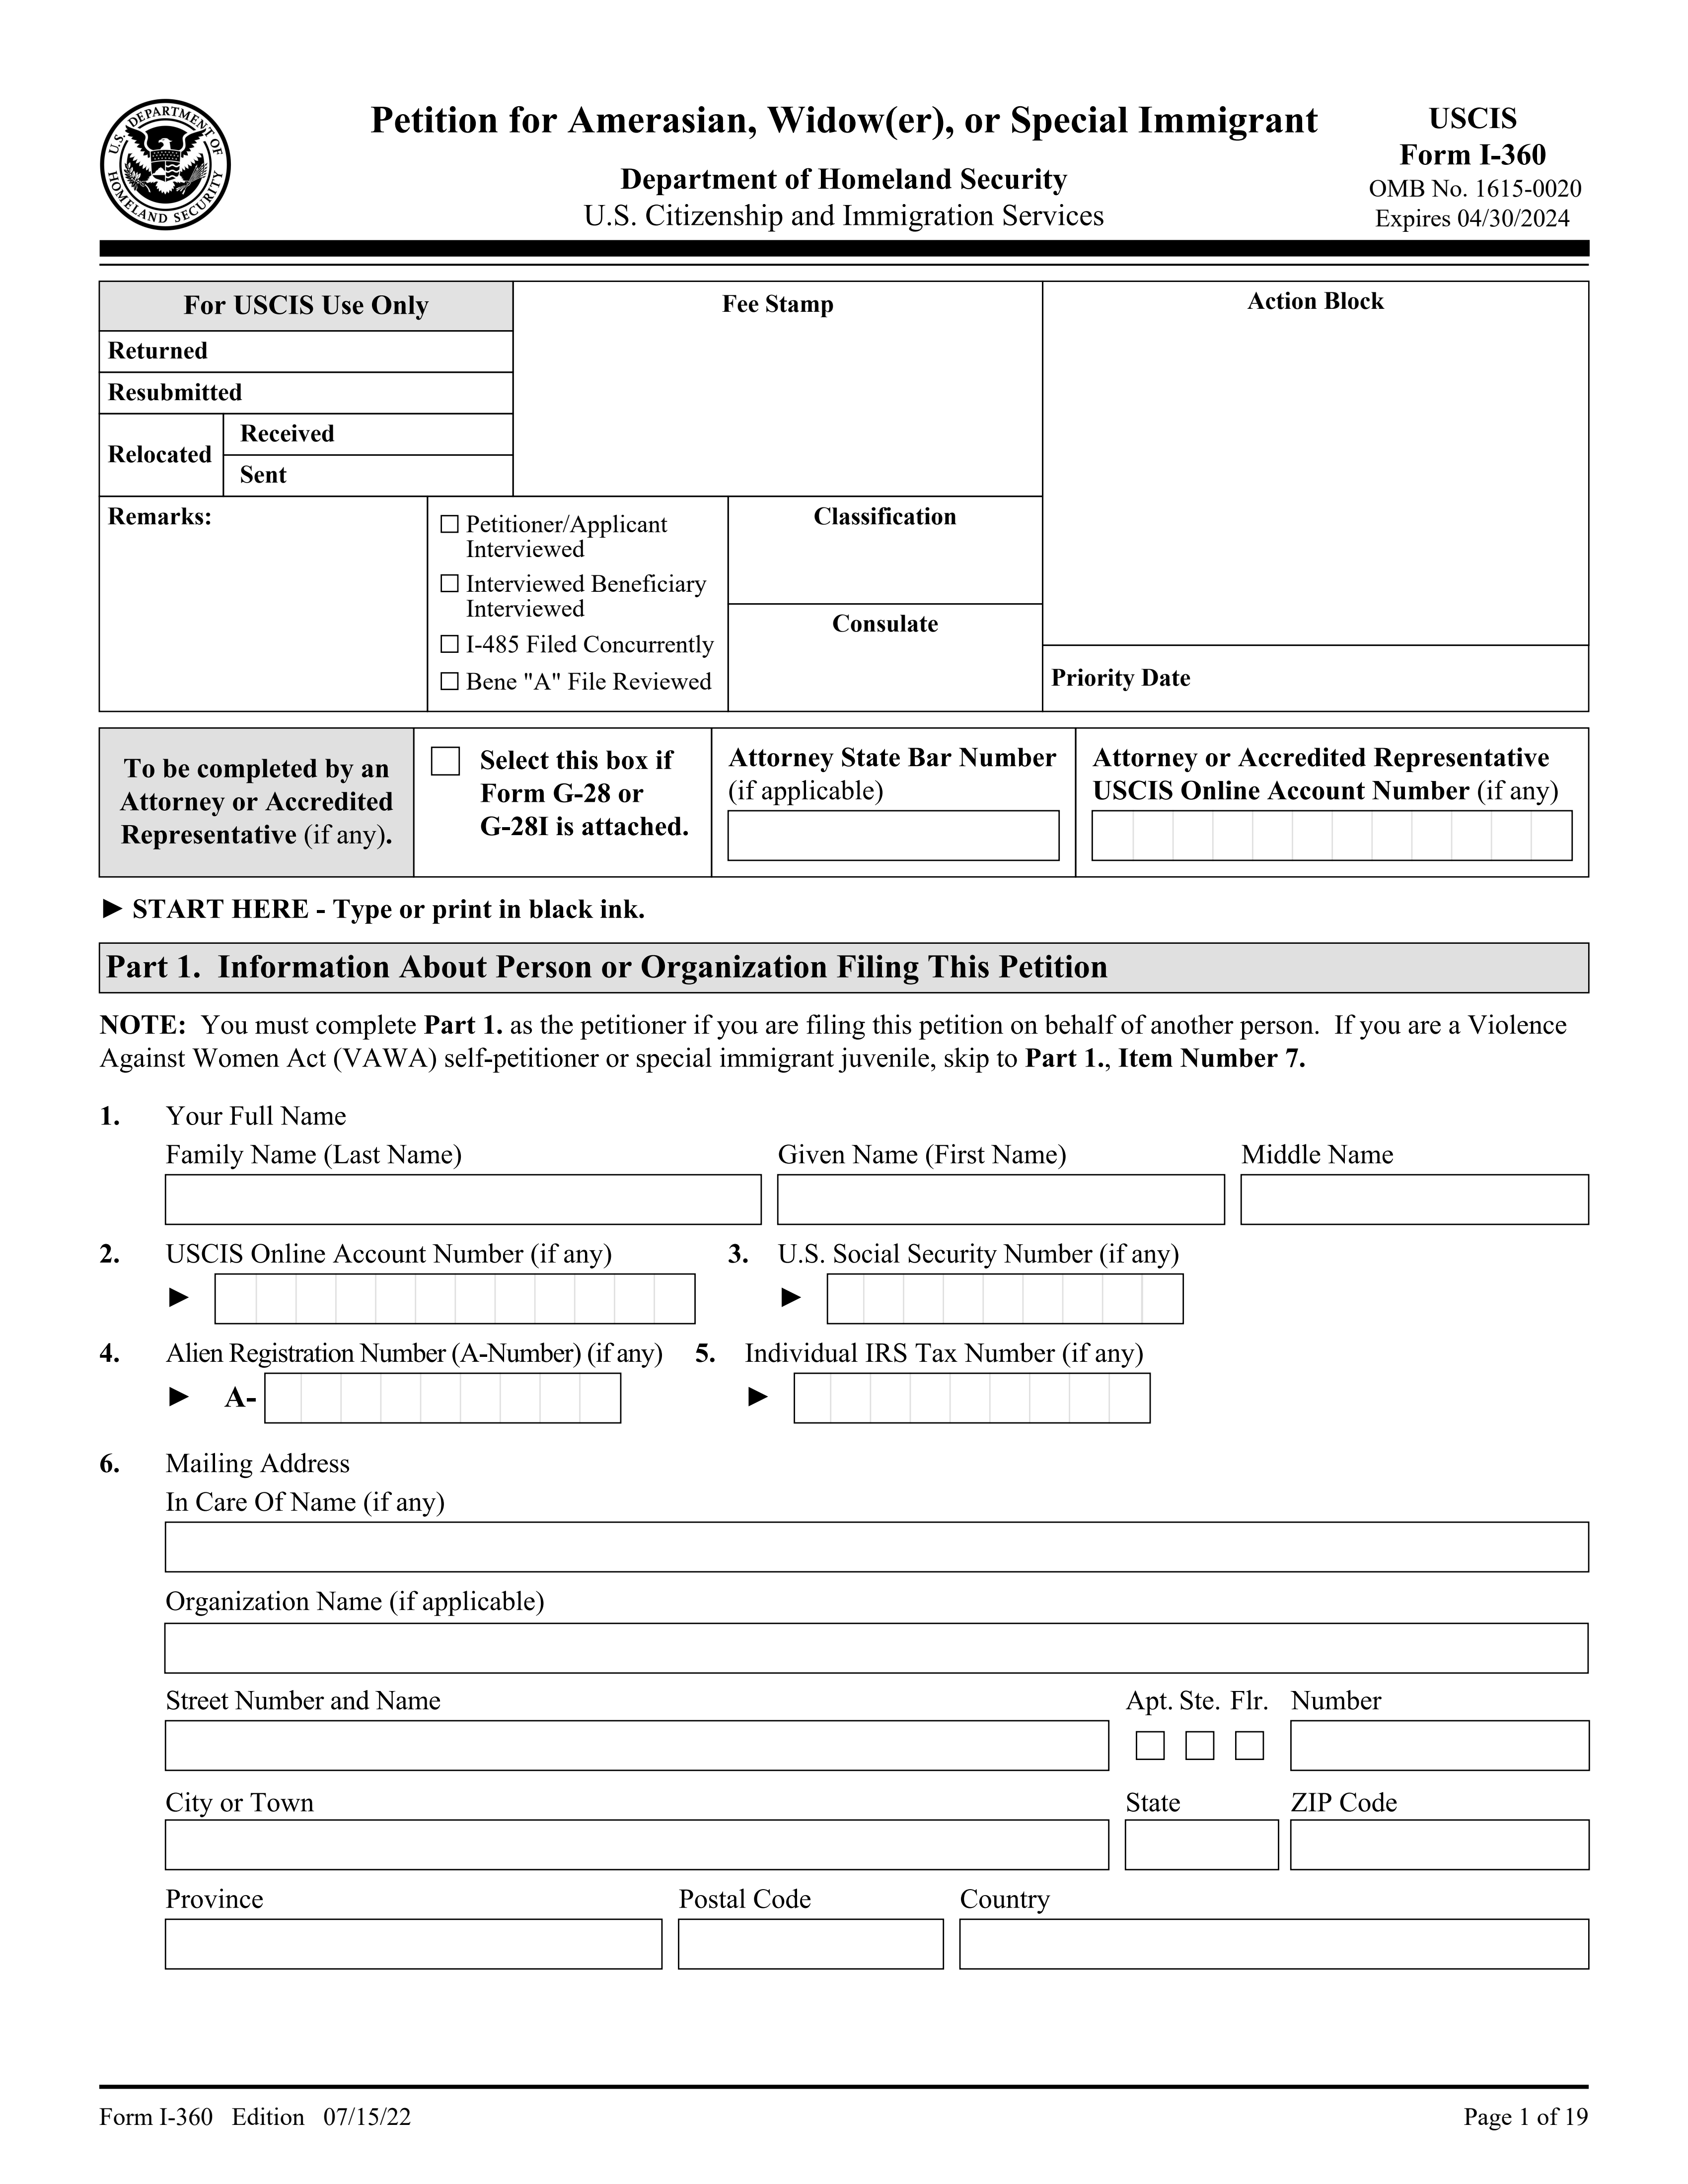 U.S. DEPARTMENT OF HOMELAND SECURITY
Petition for Amerasian, Widow(er), or Special Immigrant
Department of Homeland Security
U.S. Citizenship and Immigration Services
USCIS
Form I-360
OMB No. 1615-0020
Expires 04/30/2024
For USCIS Use Only
Returned
Resubmitted
Relocated
Received
Sent
Fee Stamp
Action Block
Remarks:
☐ Petitioner/Applicant
Interviewed
☐ Interviewed Beneficiary
Interviewed
☐ I-485 Filed Concurrently
☐ Bene "A" File Reviewed
Classification
Consulate
Priority Date
To be completed by an
Attorney or Accredited
Representative (if any).
☐ Select this box if
Form G-28 or
G-28I is attached.
Attorney State Bar Number
(if applicable)
Attorney or Accredited Representative
USCIS Online Account Number (if any)
► START HERE - Type or print in black ink.
Part 1. Information About Person or Organization Filing This Petition
NOTE: You must complete Part 1. as the petitioner if you are filing this petition on behalf of another person. If you are a Violence
Against Women Act (VAWA) self-petitioner or special immigrant juvenile, skip to Part 1., Item Number 7.
1. Your Full Name
Family Name (Last Name) Given Name (First Name) Middle Name
2. USCIS Online Account Number (if any) 3. U.S. Social Security Number (if any)
► ►
4. Alien Registration Number (A-Number) (if any) 5. Individual IRS Tax Number (if any)
► A- ►
6. Mailing Address
In Care Of Name (if any)
Organization Name (if applicable)
Street Number and Name Apt. Ste. Flr. Number
☐ ☐ ☐
City or Town State ZIP Code
Province Postal Code Country
Form I-360 Edition 07/15/22 Page 1 of 19